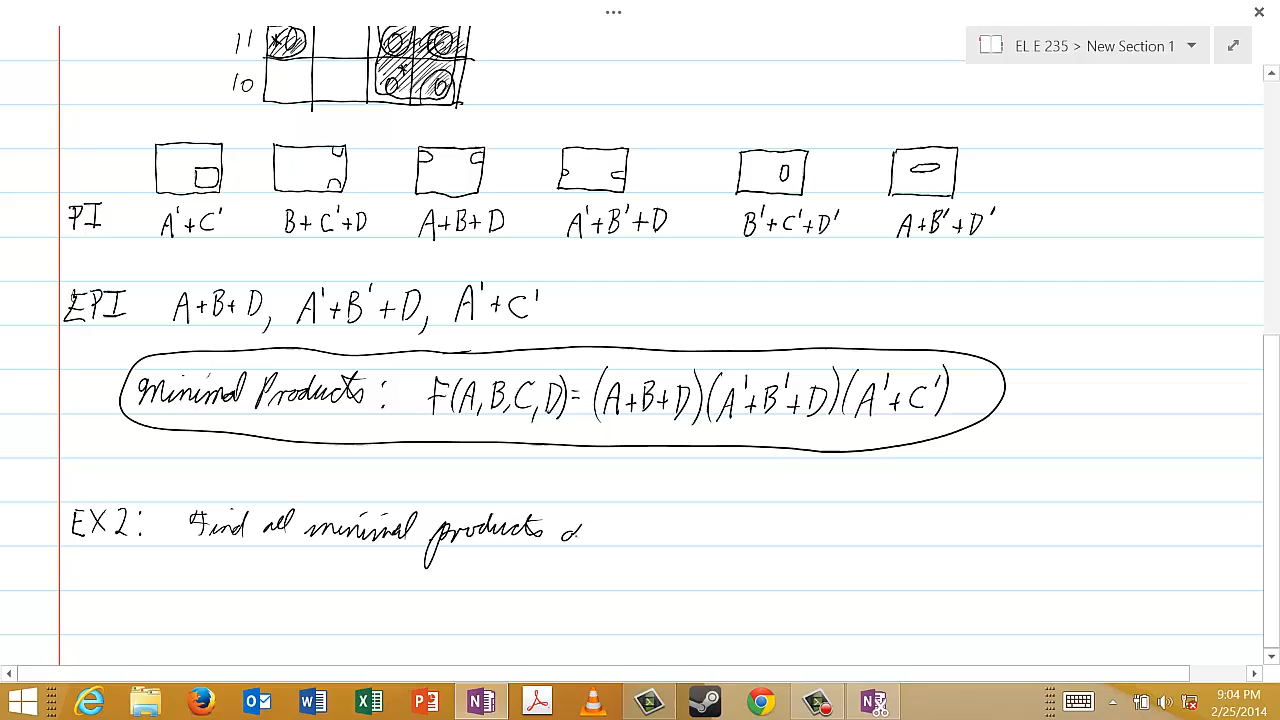 EL E 235 > New Section 1
11
10
PI A'+C' B+C'+D A+B+D A'+B'+D B'+C'+D' A+B'+D'
EPI A+B+D, A'+B'+D, A'+C'
Minimal Products: F(A,B,C,D)=(A+B+D)(A'+B'+D)(A'+C')
EX2: Find all minimal products
9:04 PM
2/25/2014